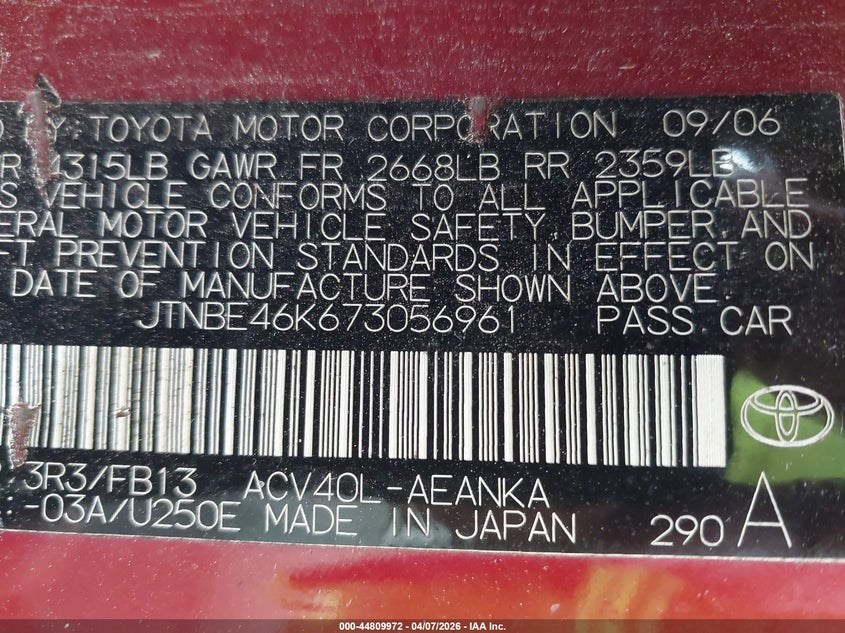 BY TOYOTA MOTOR CORPORATION 09/06
4315LB GAWR FR 2668LB RR 2359LB
VEHICLE CONFORMS TO ALL APPLICABLE
MOTOR VEHICLE SAFETY, BUMPER, AND
PREVENTION STANDARDS IN EFFECT ON
DATE OF MANUFACTURE SHOWN ABOVE.
JTNBE46K673056961 PASS.CAR
3R3/FB13 ACV40L-AEANKA
-03A/U250E MADE IN JAPAN 290 A
000-44809972 - 04/07/2026 - IAA Inc.